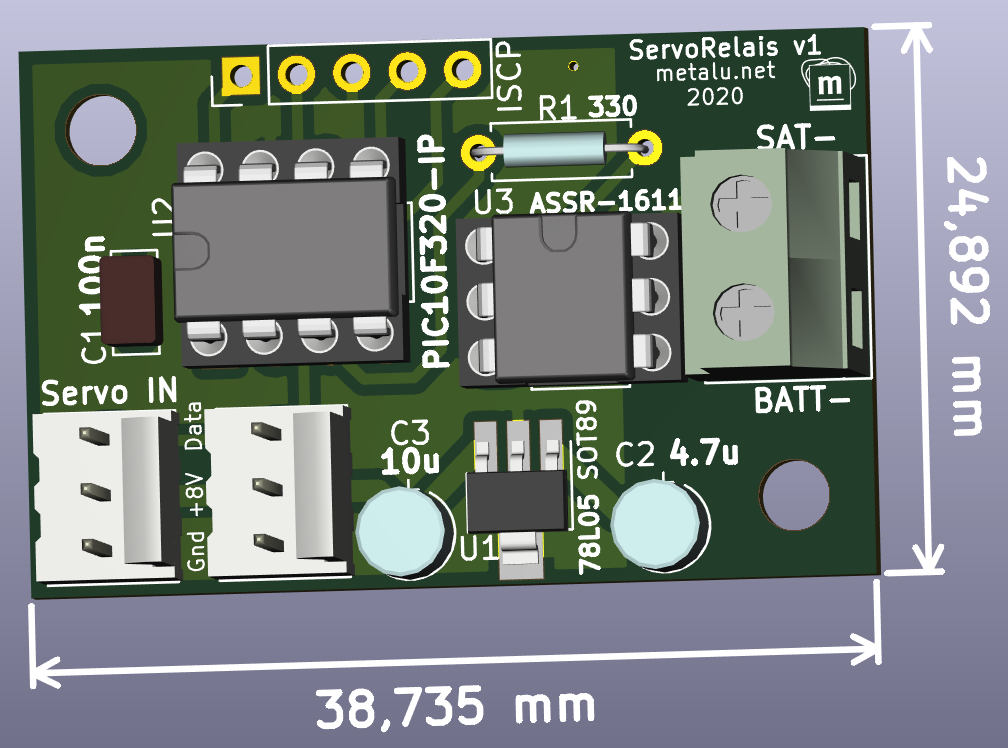 ServoRelais v1
metalu.net
2020
m
ISCP
R1 330
SAT-
U2
PIC10F320-IP
U3 ASSR-1611
C1 100n
BATT-
Servo IN
Data
+8V
Gnd
C3
10u
U1
78L05 SOT89
C2 4.7u
24,892 mm
38,735 mm